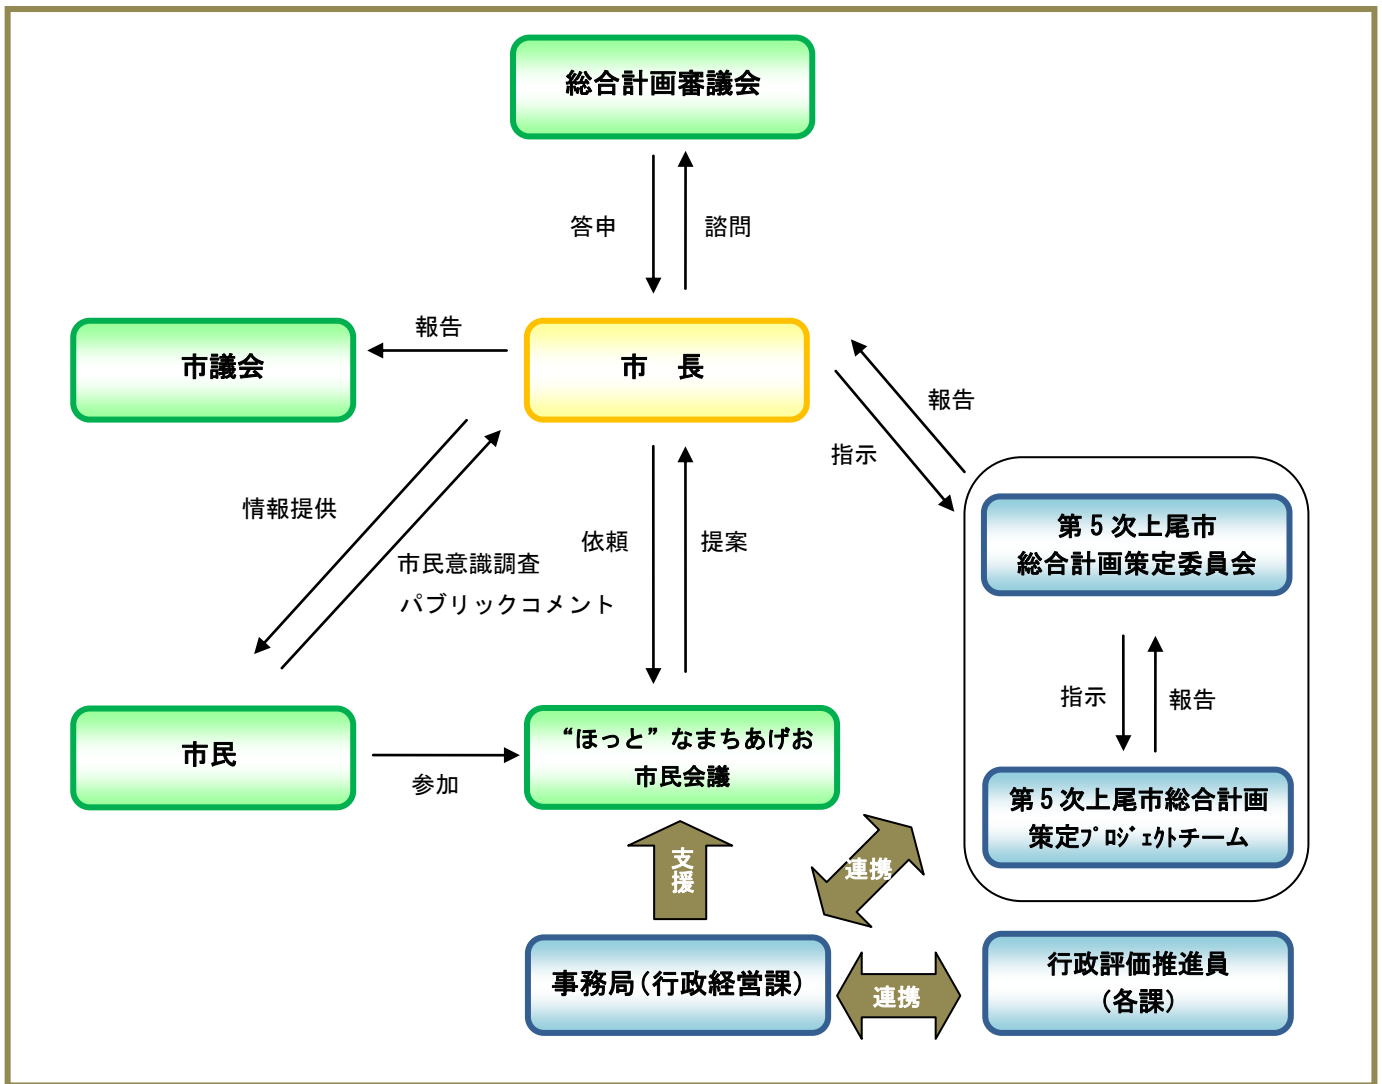 総合計画審議会
答申
諮問
市議会
報告
市　長
報告
指示
情報提供
市民意識調査
パブリックコメント
依頼
提案
第５次上尾市
総合計画策定委員会
指示
報告
市民
参加
“ほっと”なまちあげお
市民会議
第５次上尾市総合計画
策定ﾌﾟﾛｼﾞｪｸﾄチーム
支援
連携
事務局（行政経営課）
連携
行政評価推進員
（各課）